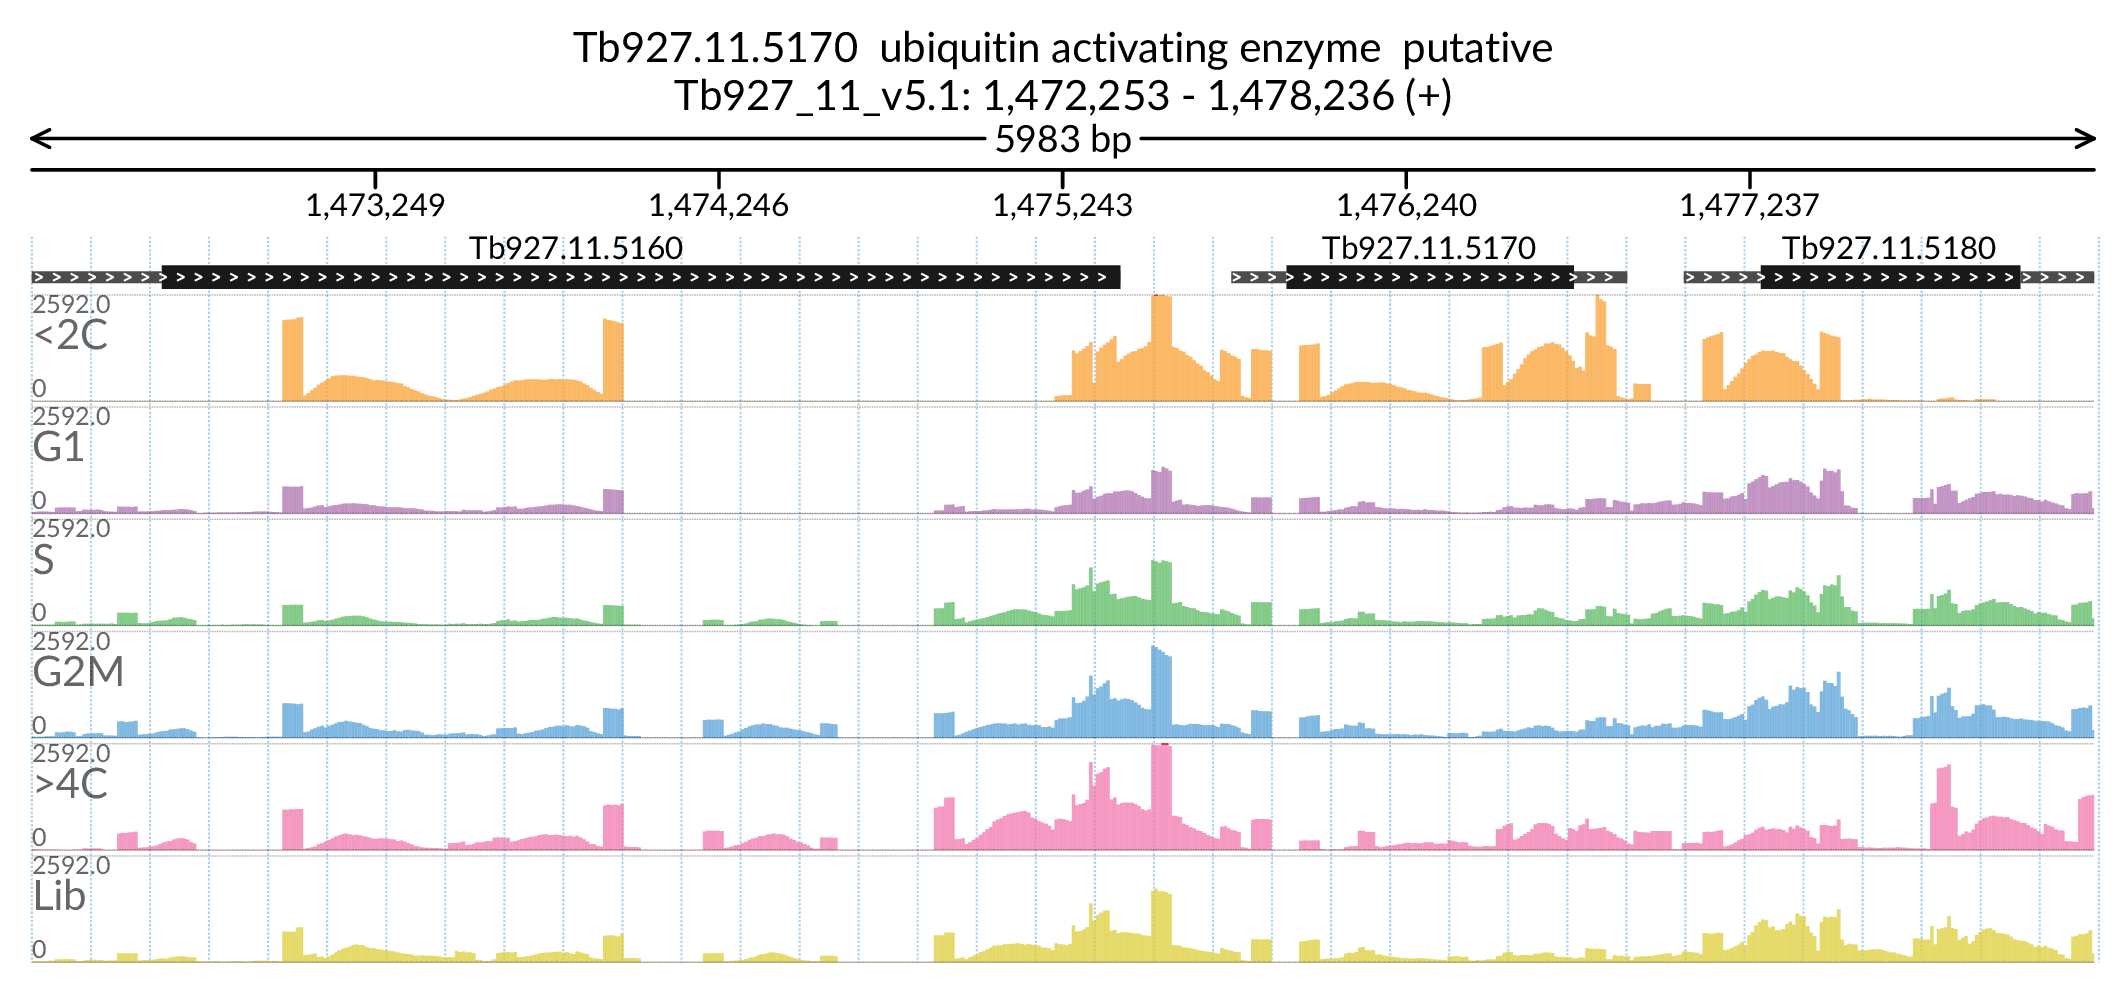 Tb927.11.5170 ubiquitin activating enzyme putative
Tb927_11_v5.1: 1,472,253 - 1,478,236 (+)
5983 bp
1,473,249 1,474,246 1,475,243 1,476,240 1,477,237
Tb927.11.5160 Tb927.11.5170 Tb927.11.5180
2592.0
<2C
0
2592.0
G1
0
2592.0
S
0
2592.0
G2M
0
2592.0
>4C
0
2592.0
Lib
0